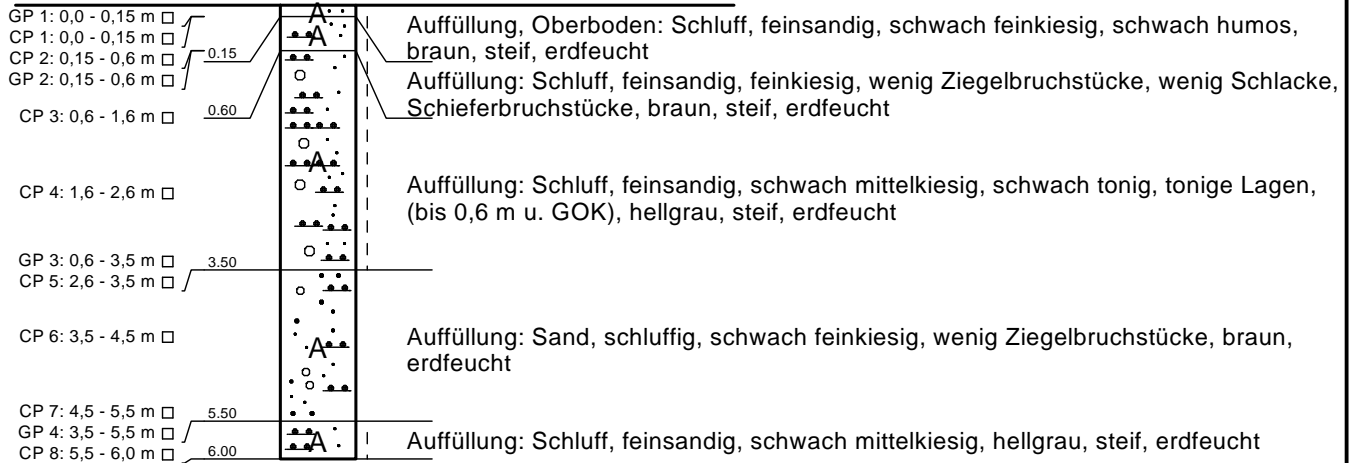 GP 1: 0,0 - 0,15 m
CP 1: 0,0 - 0,15 m
CP 2: 0,15 - 0,6 m
GP 2: 0,15 - 0,6 m
CP 3: 0,6 - 1,6 m
CP 4: 1,6 - 2,6 m
GP 3: 0,6 - 3,5 m
CP 5: 2,6 - 3,5 m
CP 6: 3,5 - 4,5 m
CP 7: 4,5 - 5,5 m
GP 4: 3,5 - 5,5 m
CP 8: 5,5 - 6,0 m
0.15
0.60
3.50
5.50
6.00
A
A
A
A
A
Auffüllung, Oberboden: Schluff, feinsandig, schwach feinkiesig, schwach humos,
braun, steif, erdfeucht
Auffüllung: Schluff, feinsandig, feinkiesig, wenig Ziegelbruchstücke, wenig Schlacke,
Schieferbruchstücke, braun, steif, erdfeucht
Auffüllung: Schluff, feinsandig, schwach mittelkiesig, schwach tonig, tonige Lagen,
(bis 0,6 m u. GOK), hellgrau, steif, erdfeucht
Auffüllung: Sand, schluffig, schwach feinkiesig, wenig Ziegelbruchstücke, braun,
erdfeucht
Auffüllung: Schluff, feinsandig, schwach mittelkiesig, hellgrau, steif, erdfeucht